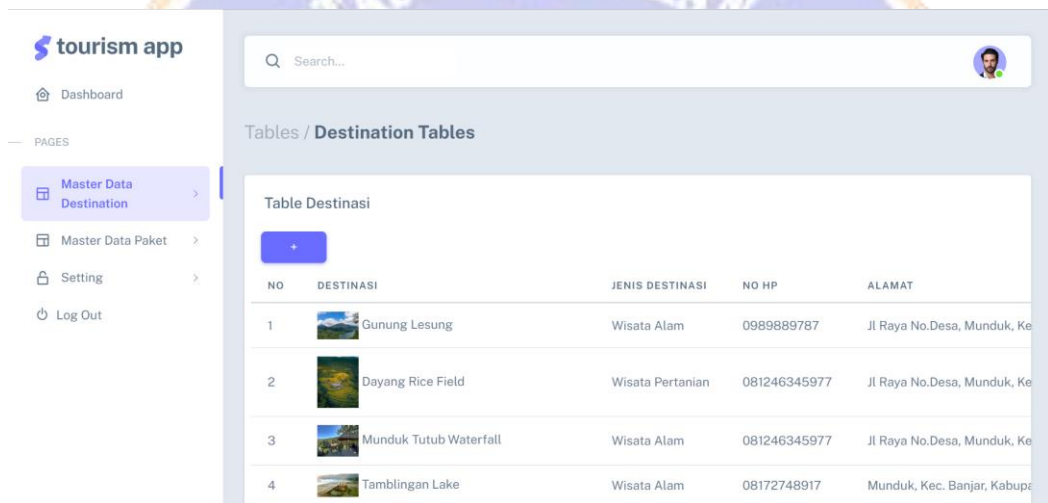 tourism app
Search...
Dashboard
Tables / Destination Tables
PAGES
Master Data
Destination
Master Data Paket
Setting
Log Out
Table Destinasi
+
NO DESTINASI JENIS DESTINASI NO HP ALAMAT
1 Gunung Lesung Wisata Alam 0989889787 Jl Raya No.Desa, Munduk, Ke
2 Dayang Rice Field Wisata Pertanian 081246345977 Jl Raya No.Desa, Munduk, Ke
3 Munduk Tutub Waterfall Wisata Alam 081246345977 Jl Raya No.Desa, Munduk, Ke
4 Tamblingan Lake Wisata Alam 08172748917 Munduk, Kec. Banjar, Kabupa